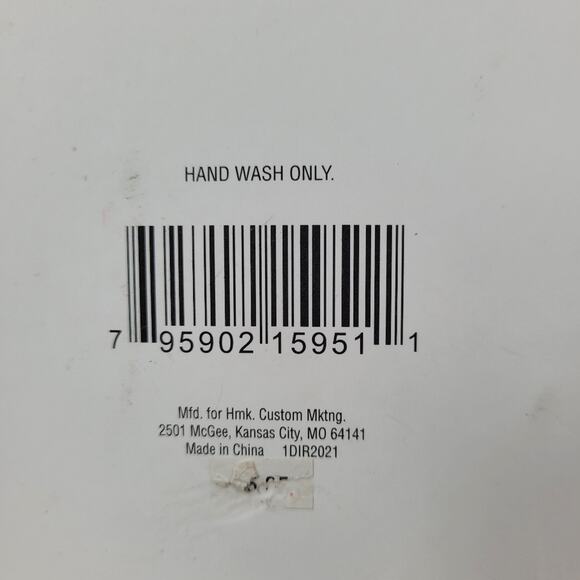 HAND WASH ONLY.
7 95902 15951 1
Mfd. for Hmk. Custom Mktng.
2501 McGee, Kansas City, MO 64141
Made in China 1DIR2021